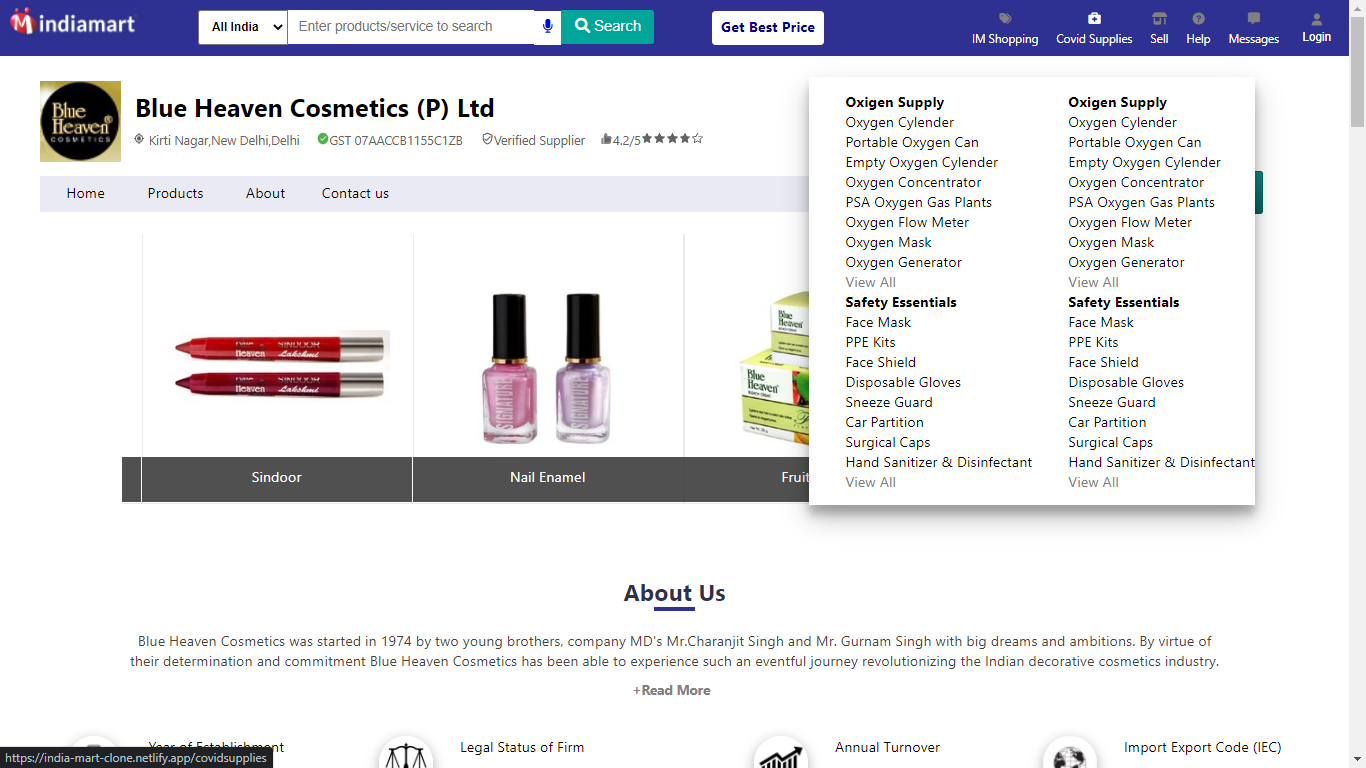 indiamart
All India
Enter products/service to search
Search
Get Best Price
IM Shopping
Covid Supplies
Sell
Help
Messages
Login
Blue Heaven COSMETICS
Blue Heaven Cosmetics (P) Ltd
Kirti Nagar,New Delhi,Delhi
GST 07AACCB1155C1ZB
Verified Supplier
4.2/5
Home
Products
About
Contact us
Oxigen Supply
Oxygen Cylender
Portable Oxygen Can
Empty Oxygen Cylender
Oxygen Concentrator
PSA Oxygen Gas Plants
Oxygen Flow Meter
Oxygen Mask
Oxygen Generator
View All
Safety Essentials
Face Mask
PPE Kits
Face Shield
Disposable Gloves
Sneeze Guard
Car Partition
Surgical Caps
Hand Sanitizer & Disinfectant
View All
Oxigen Supply
Oxygen Cylender
Portable Oxygen Can
Empty Oxygen Cylender
Oxygen Concentrator
PSA Oxygen Gas Plants
Oxygen Flow Meter
Oxygen Mask
Oxygen Generator
View All
Safety Essentials
Face Mask
PPE Kits
Face Shield
Disposable Gloves
Sneeze Guard
Car Partition
Surgical Caps
Hand Sanitizer & Disinfectant
View All
Blue Heaven SINDOOR Lakshmi
Blue Heaven SINDOOR Lakshmi
SIGNATURE
SIGNATURE
Blue Heaven
Blue Heaven
Sindoor
Nail Enamel
Fruit
About Us
Blue Heaven Cosmetics was started in 1974 by two young brothers, company MD's Mr.Charanjit Singh and Mr. Gurnam Singh with big dreams and ambitions. By virtue of
their determination and commitment Blue Heaven Cosmetics has been able to experience such an eventful journey revolutionizing the Indian decorative cosmetics industry.
+Read More
Year of Establishment
Legal Status of Firm
Annual Turnover
Import Export Code (IEC)
https://india-mart-clone.netlify.app/covidsupplies